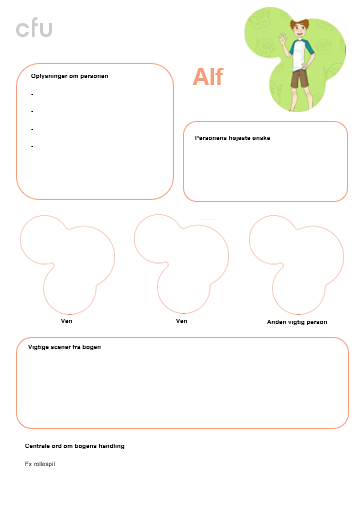 cfu
Alf
Oplysninger om personen
-
-
-
-
Personens højeste ønske
Ven
Ven
Anden vigtig person
Vigtige scener fra bogen
Centrale ord om bogens handling
Fx rollespil